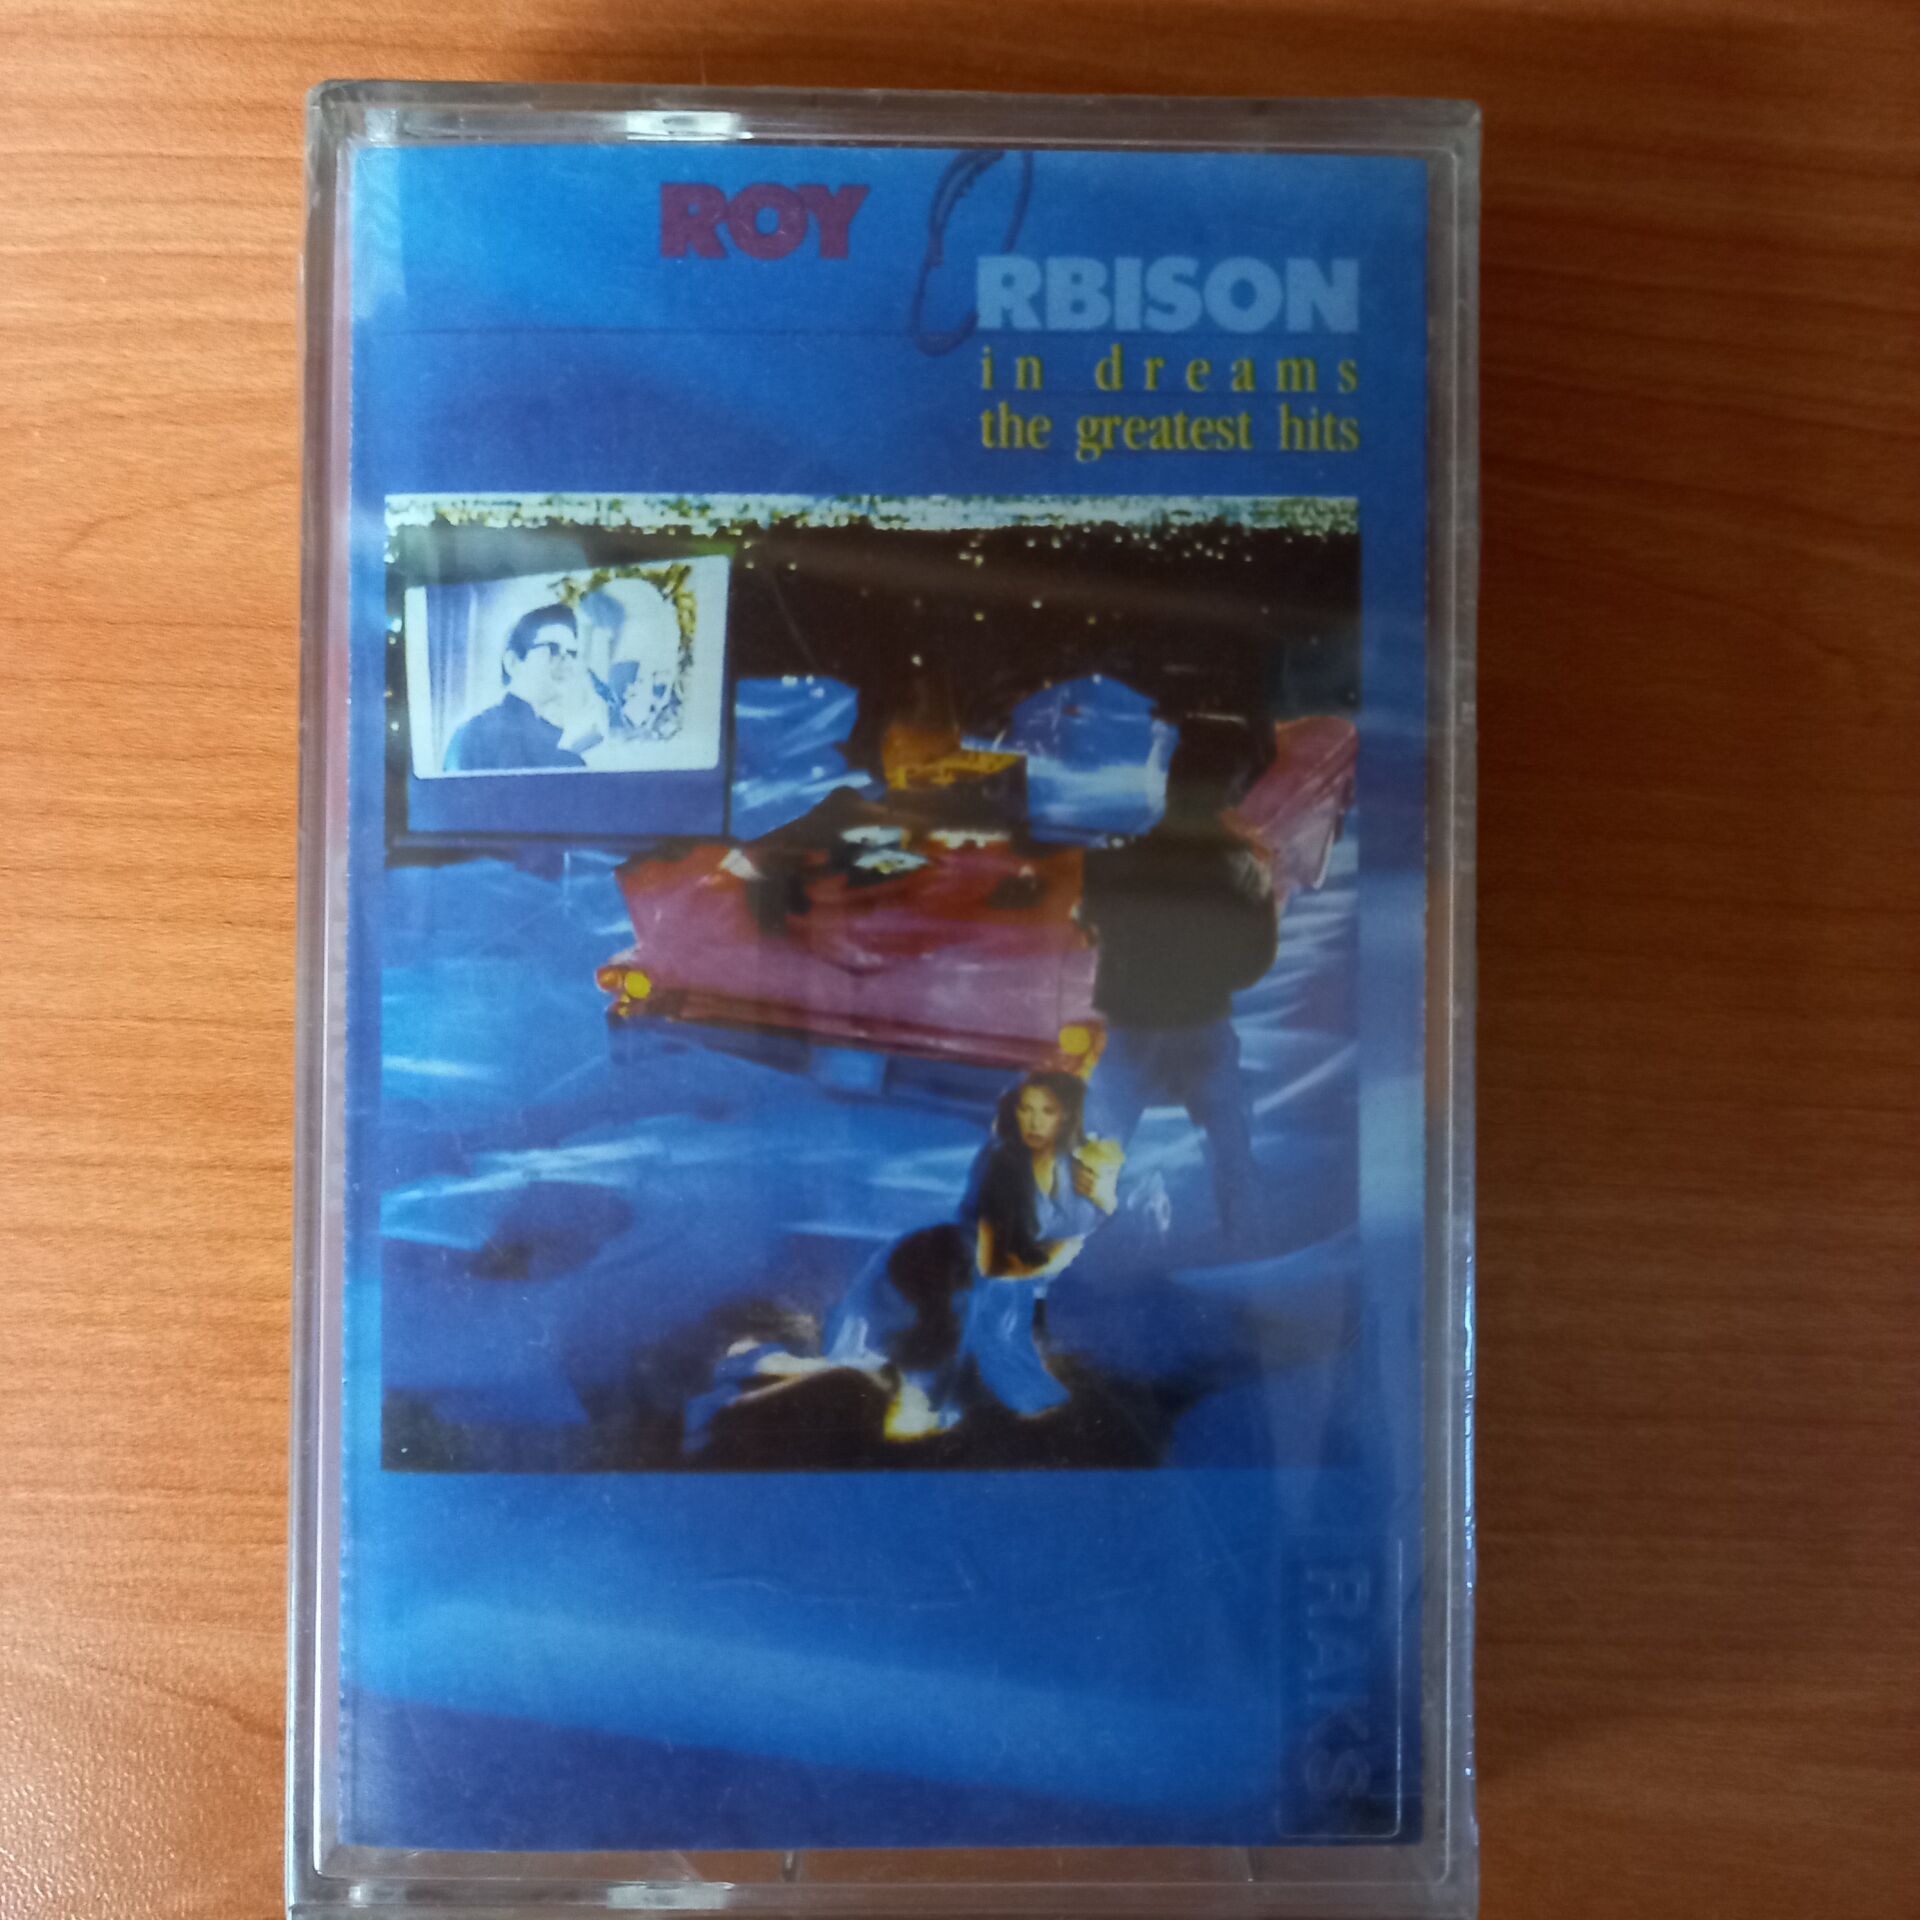 ROY
ORBISON
in dreams
the greatest hits
RAKS